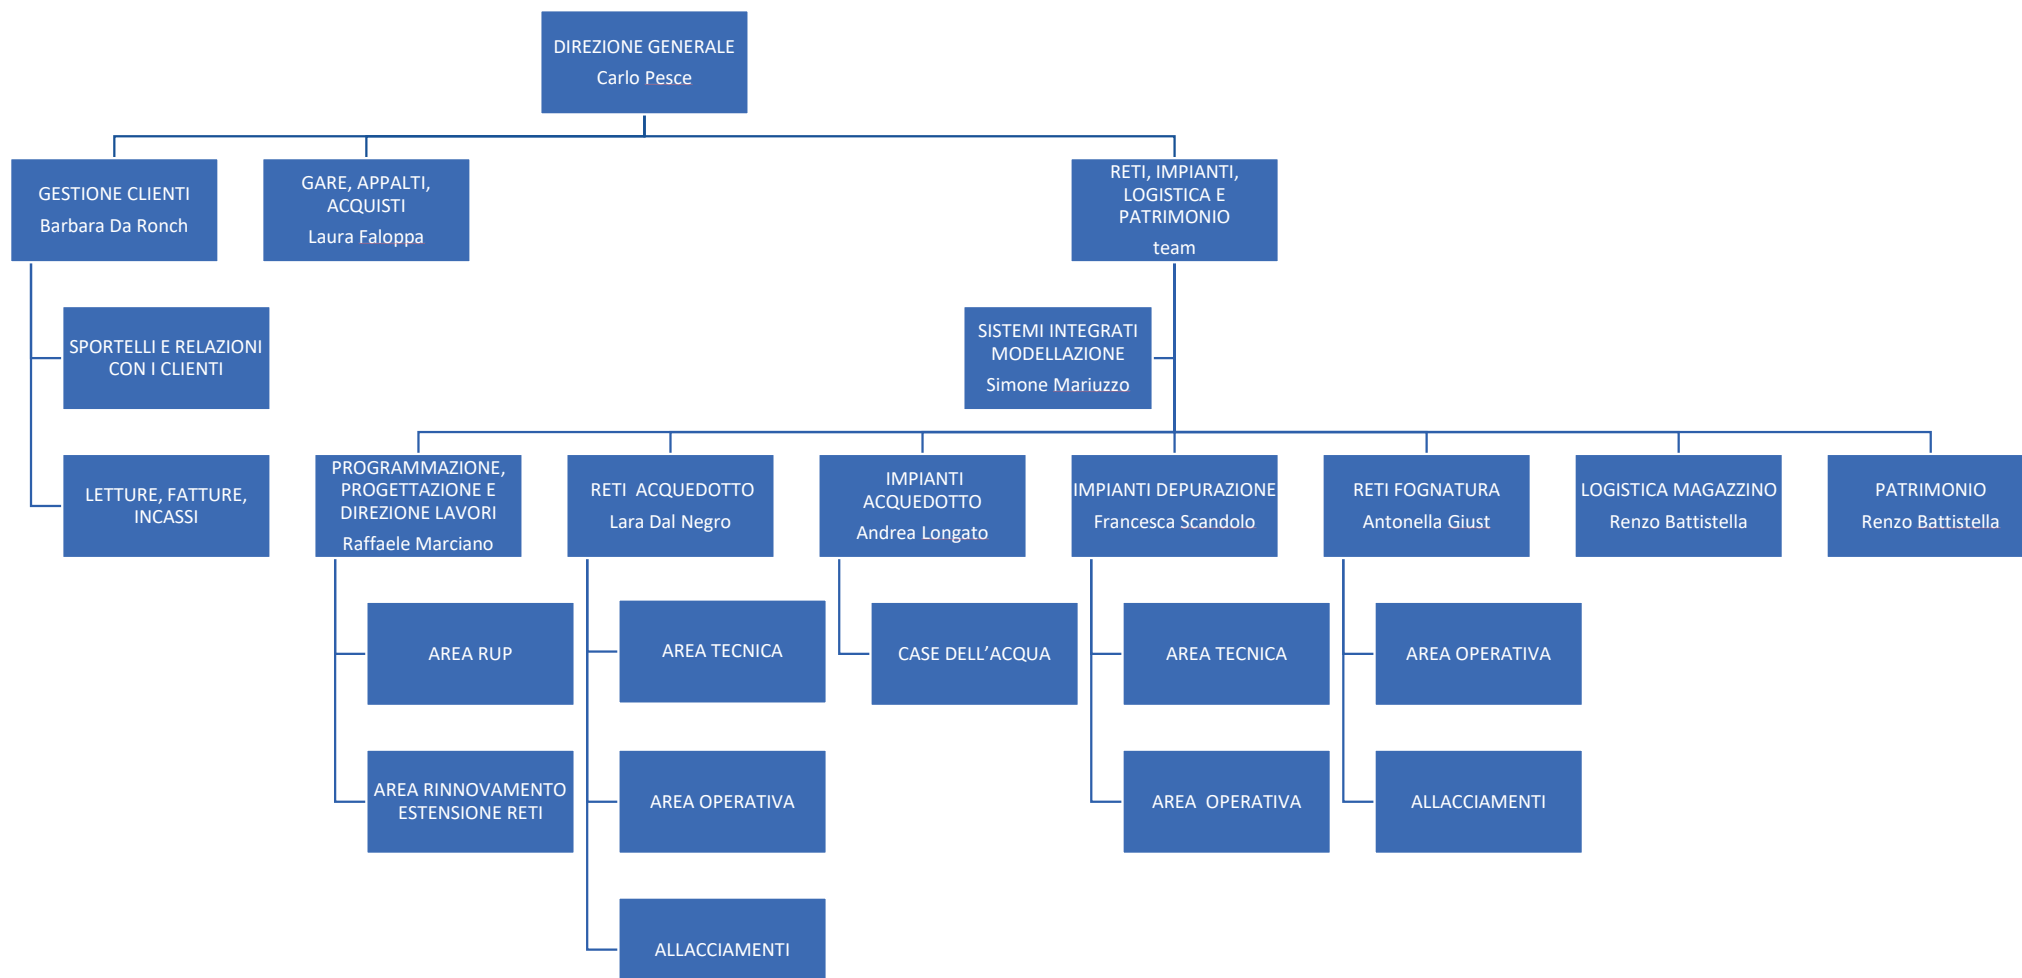 DIREZIONE GENERALE
Carlo Pesce
GESTIONE CLIENTI
Barbara Da Ronch
GARE, APPALTI,
ACQUISTI
Laura Faloppa
RETI, IMPIANTI,
LOGISTICA E
PATRIMONIO
team
SPORTELLI E RELAZIONI
CON I CLIENTI
SISTEMI INTEGRATI
MODELLAZIONE
Simone Mariuzzo
LETTURE, FATTURE,
INCASSI
PROGRAMMAZIONE,
PROGETTAZIONE E
DIREZIONE LAVORI
Raffaele Marciano
RETI ACQUEDOTTO
Lara Dal Negro
IMPIANTI
ACQUEDOTTO
Andrea Longato
IMPIANTI DEPURAZIONE
Francesca Scandolo
RETI FOGNATURA
Antonella Giust
LOGISTICA MAGAZZINO
Renzo Battistella
PATRIMONIO
Renzo Battistella
AREA RUP
AREA TECNICA
CASE DELL’ACQUA
AREA TECNICA
AREA OPERATIVA
AREA RINNOVAMENTO
ESTENSIONE RETI
AREA OPERATIVA
AREA OPERATIVA
ALLACCIAMENTI
ALLACCIAMENTI